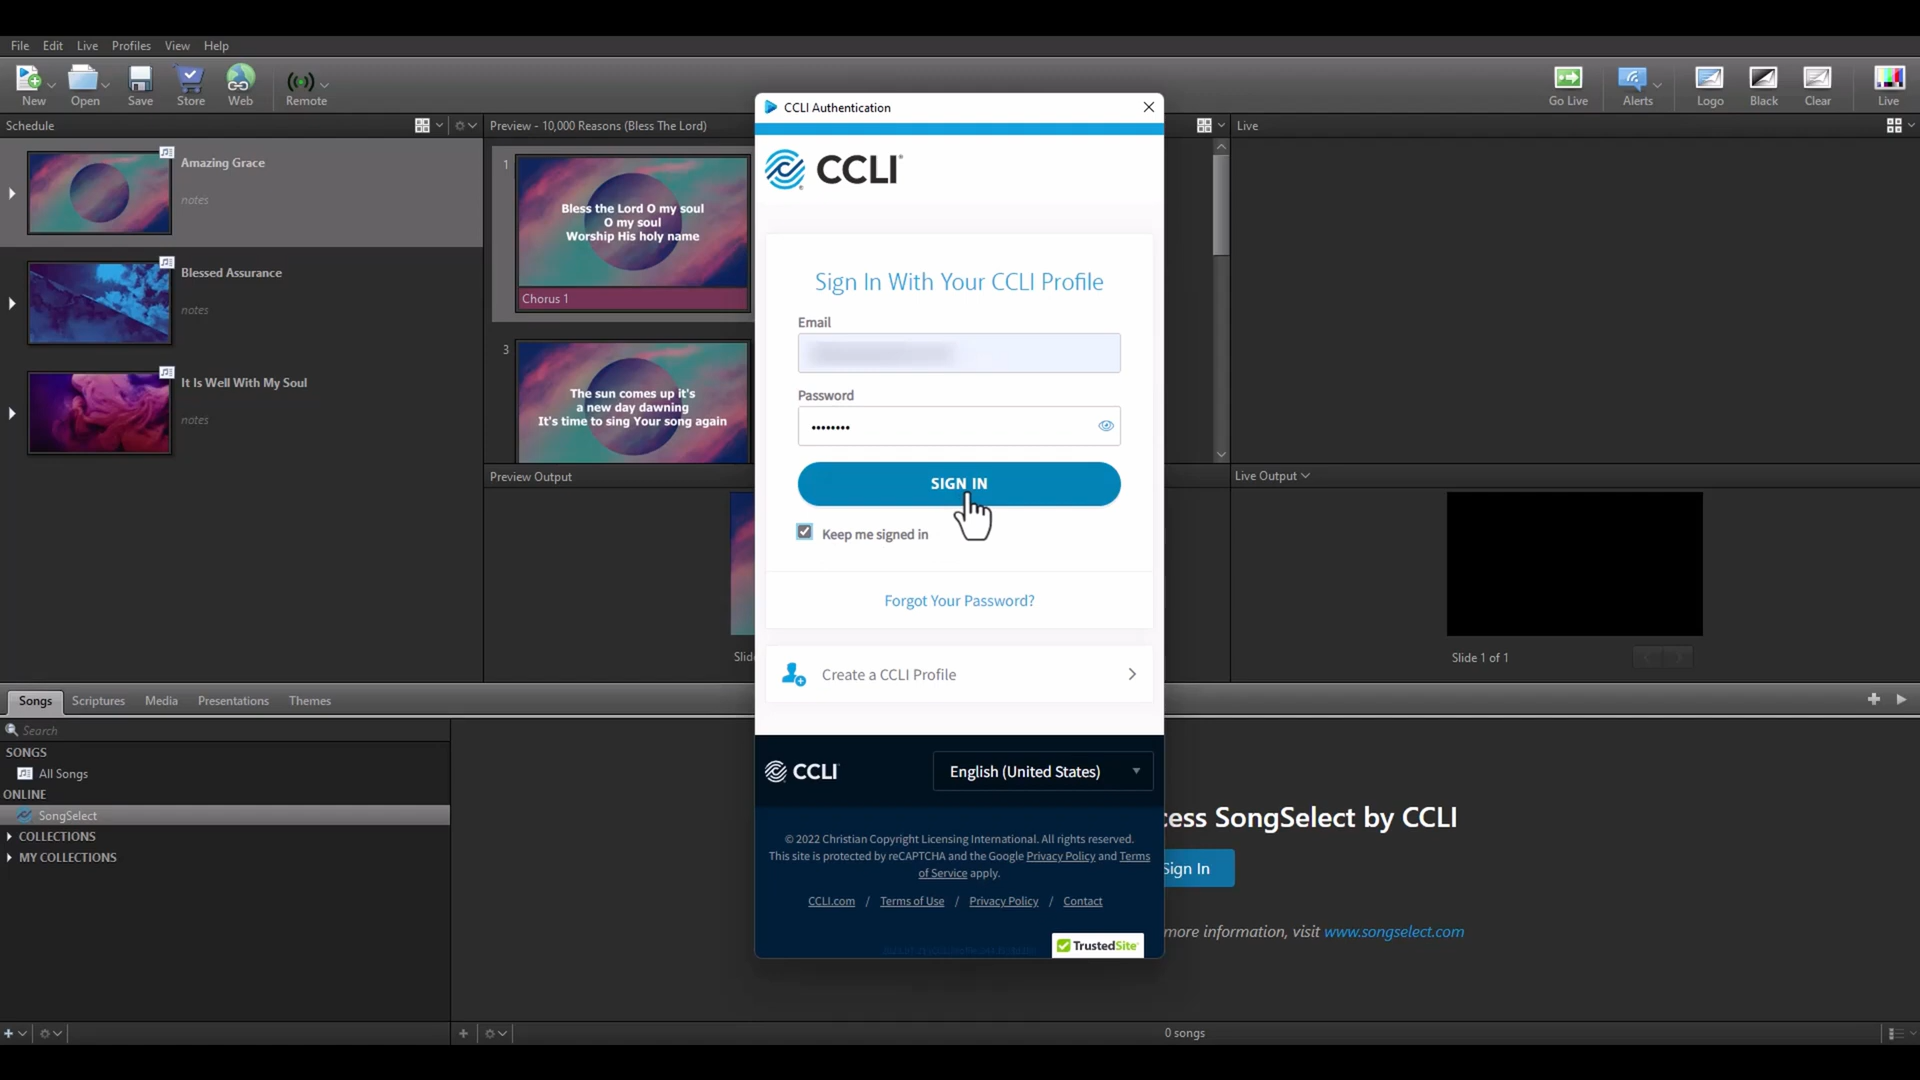 File Edit Live Profiles View Help
New Open Save Store Web Remote
Go Live Alerts Logo Black Clear Live
Schedule
Amazing Grace
notes
Blessed Assurance
notes
It Is Well With My Soul
notes
Preview - 10,000 Reasons (Bless The Lord)
1
Bless the Lord O my soul
O my soul
Worship His holy name
Chorus 1
3
The sun comes up it's
a new day dawning
It's time to sing Your song again
Preview Output
CCLI Authentication
CCLI®
Sign In With Your CCLI Profile
Email
Password
••••••••
SIGN IN
Keep me signed in
Forgot Your Password?
Create a CCLI Profile
CCLI
English (United States)
© 2022 Christian Copyright Licensing International. All rights reserved.
This site is protected by reCAPTCHA and the Google Privacy Policy and Terms
of Service apply.
CCLI.com / Terms of Use / Privacy Policy / Contact
TrustedSite
Live
Live Output
Slide 1 of 1
Songs Scriptures Media Presentations Themes
Search
SONGS
All Songs
ONLINE
SongSelect
COLLECTIONS
MY COLLECTIONS
cess SongSelect by CCLI
Sign In
more information, visit www.songselect.com
0 songs